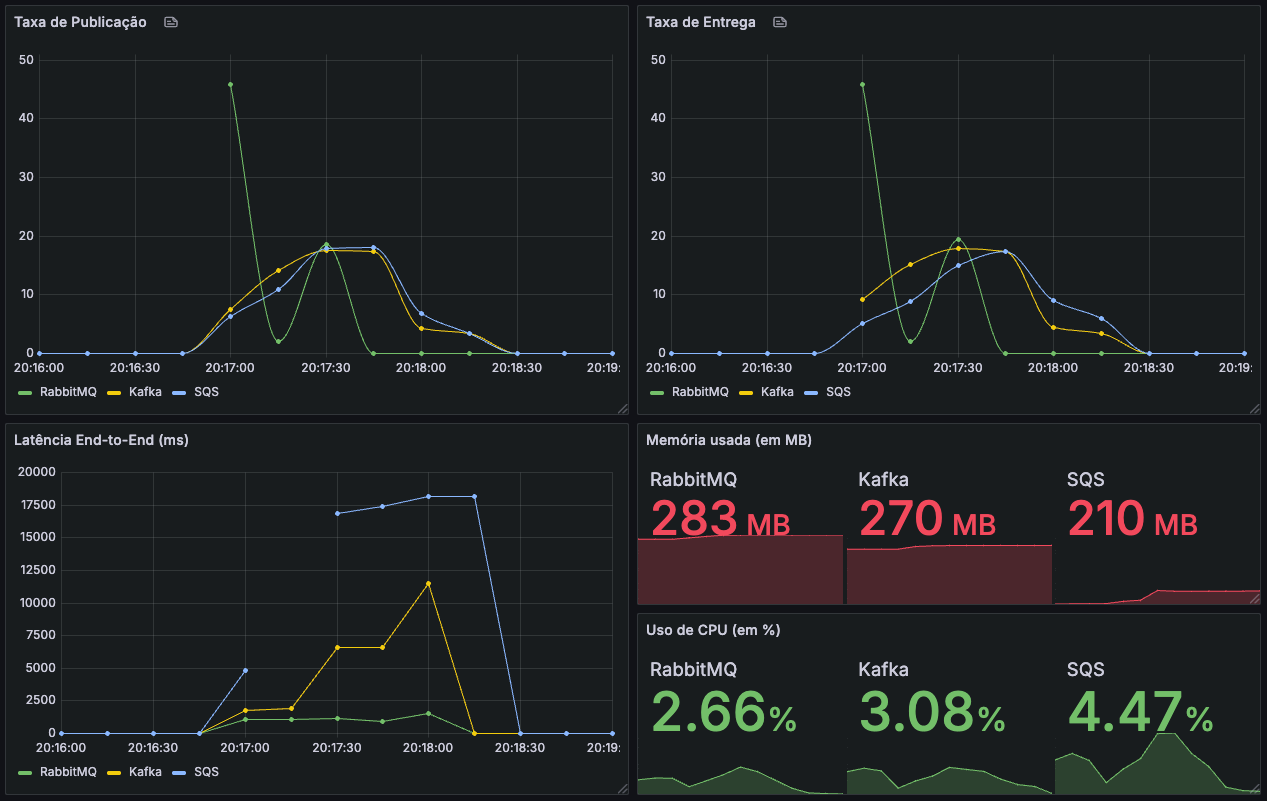 Taxa de Publicação
50
40
30
20
10
0
20:16:00 20:16:30 20:17:00 20:17:30 20:18:00 20:18:30 20:19:
RabbitMQ Kafka SQS
Taxa de Entrega
50
40
30
20
10
0
20:16:00 20:16:30 20:17:00 20:17:30 20:18:00 20:18:30 20:19:
RabbitMQ Kafka SQS
Latência End-to-End (ms)
20000
17500
15000
12500
10000
7500
5000
2500
0
20:16:00 20:16:30 20:17:00 20:17:30 20:18:00 20:18:30 20:19:
RabbitMQ Kafka SQS
Memória usada (em MB)
RabbitMQ Kafka SQS
283 MB 270 MB 210 MB
Uso de CPU (em %)
RabbitMQ Kafka SQS
2.66% 3.08% 4.47%